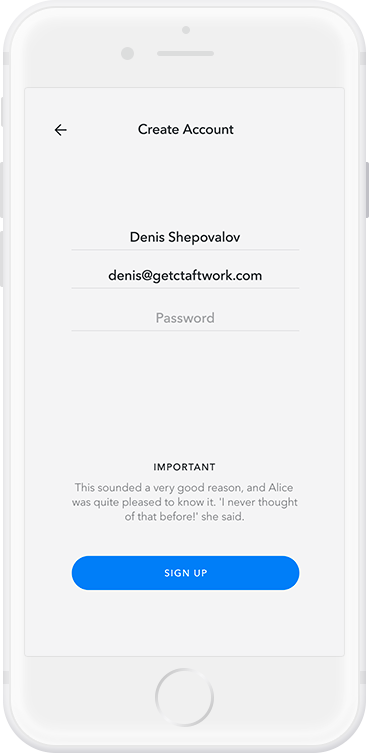 Create Account
Denis Shepovalov
denis@getctaftwork.com
Password
IMPORTANT
This sounded a very good reason, and Alice
was quite pleased to know it. 'I never thought
of that before!' she said.
SIGN UP